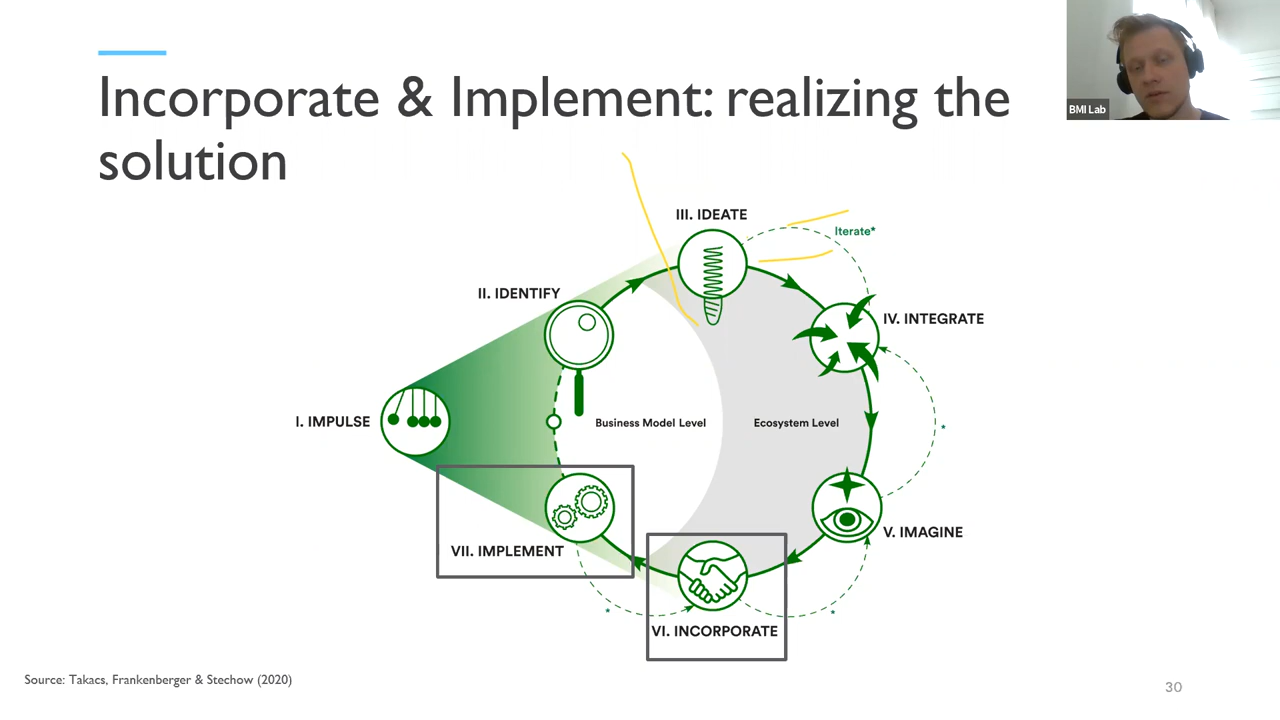 Incorporate & Implement: realizing the
solution
BMI Lab
III. IDEATE
Iterate*
II. IDENTIFY
IV. INTEGRATE
I. IMPULSE
Business Model Level
Ecosystem Level
*
V. IMAGINE
VII. IMPLEMENT
*
*
VI. INCORPORATE
Source: Takacs, Frankenberger & Stechow (2020)
30